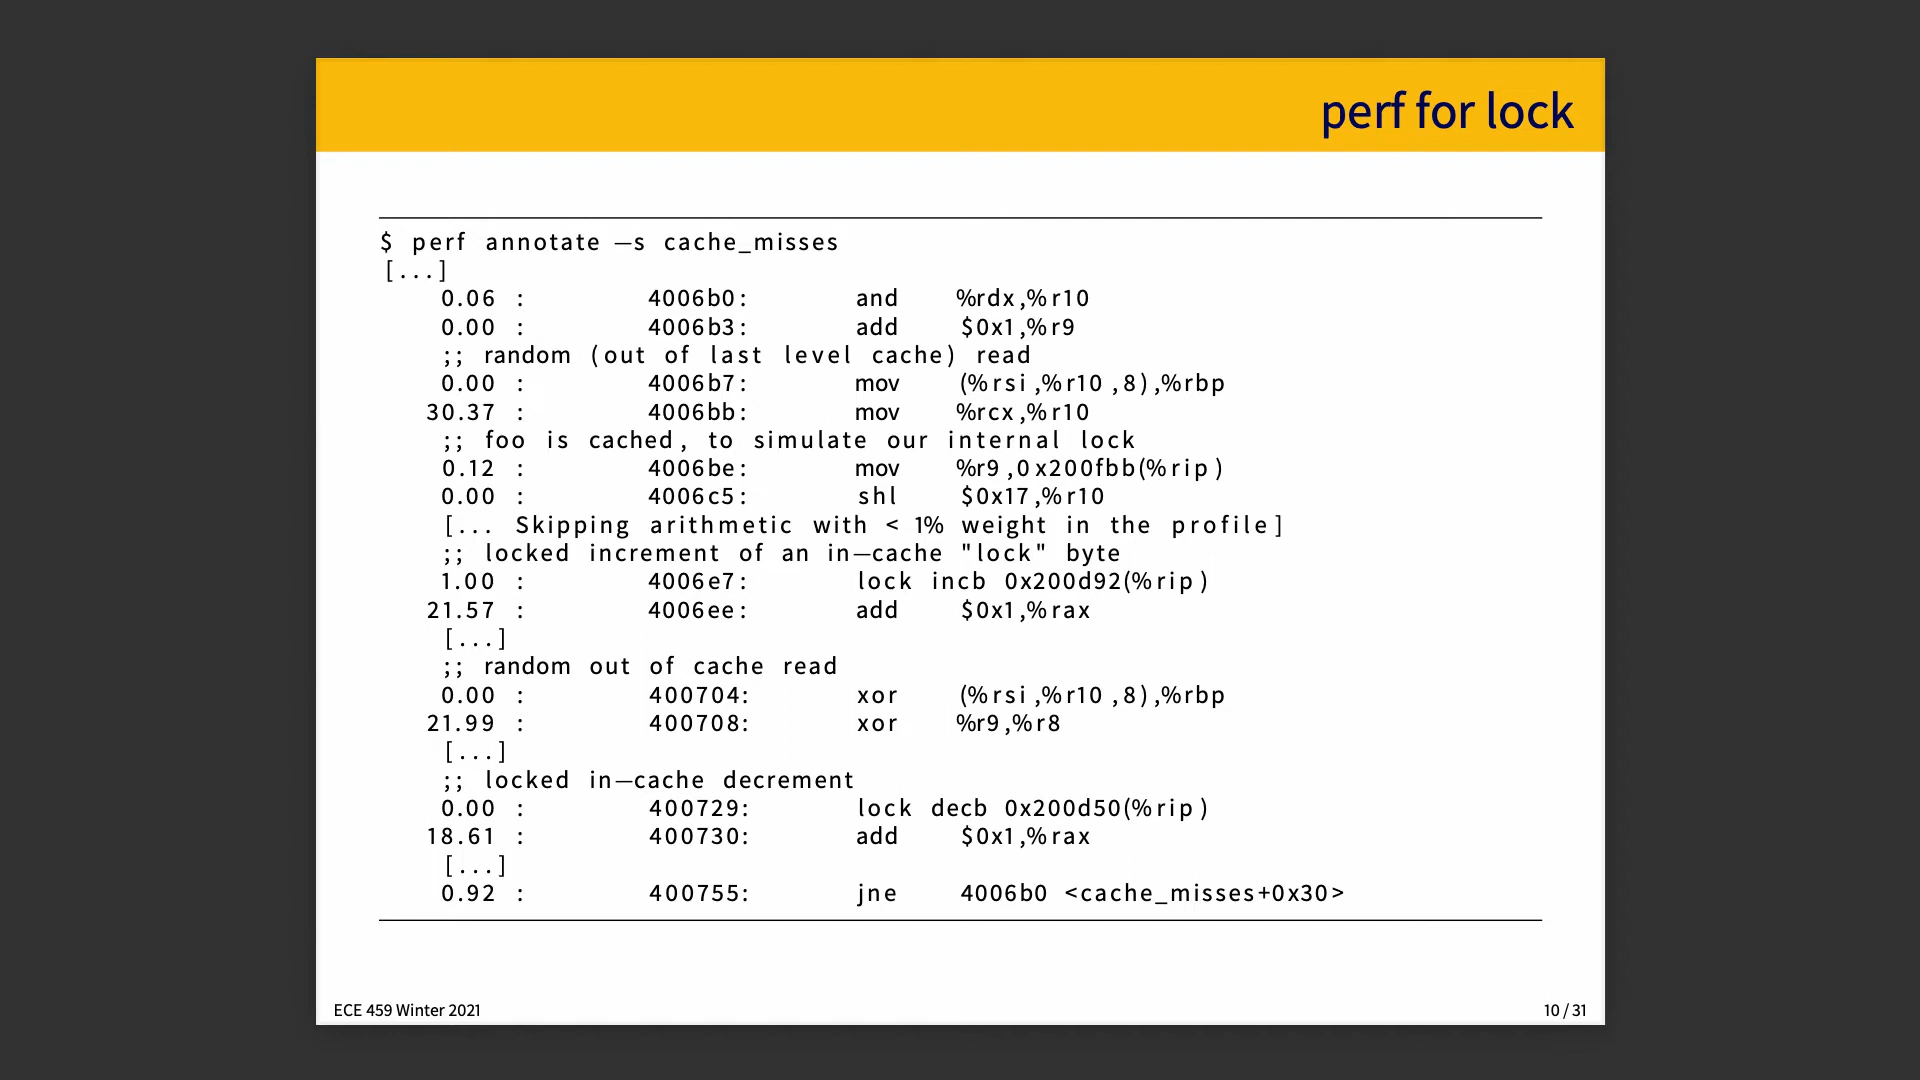 perf for lock
$ perf annotate —s cache_misses
[...]
0.06 : 4006b0: and %rdx,%r10
0.00 : 4006b3: add $0x1,%r9
;; random (out of last level cache) read
0.00 : 4006b7: mov (%rsi,%r10,8),%rbp
30.37 : 4006bb: mov %rcx,%r10
;; foo is cached, to simulate our internal lock
0.12 : 4006be: mov %r9,0x200fbb(%rip)
0.00 : 4006c5: shl $0x17,%r10
[... Skipping arithmetic with < 1% weight in the profile]
;; locked increment of an in—cache "lock" byte
1.00 : 4006e7: lock incb 0x200d92(%rip)
21.57 : 4006ee: add $0x1,%rax
[...]
;; random out of cache read
0.00 : 400704: xor (%rsi,%r10,8),%rbp
21.99 : 400708: xor %r9,%r8
[...]
;; locked in—cache decrement
0.00 : 400729: lock decb 0x200d50(%rip)
18.61 : 400730: add $0x1,%rax
[...]
0.92 : 400755: jne 4006b0 <cache_misses+0x30>
ECE 459 Winter 2021
10 / 31